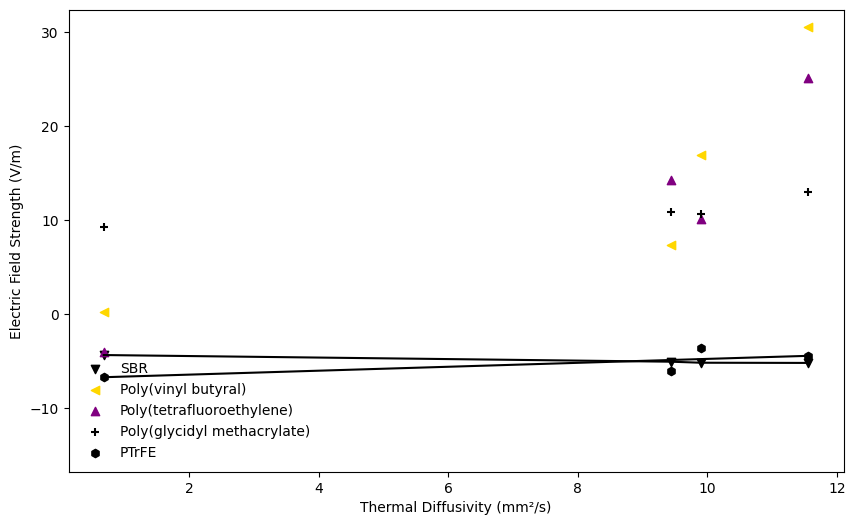 30
20
10
0
−10
Electric Field Strength (V/m)
SBR
Poly(vinyl butyral)
Poly(tetrafluoroethylene)
Poly(glycidyl methacrylate)
PTrFE
2 4 6 8 10 12
Thermal Diffusivity (mm²/s)